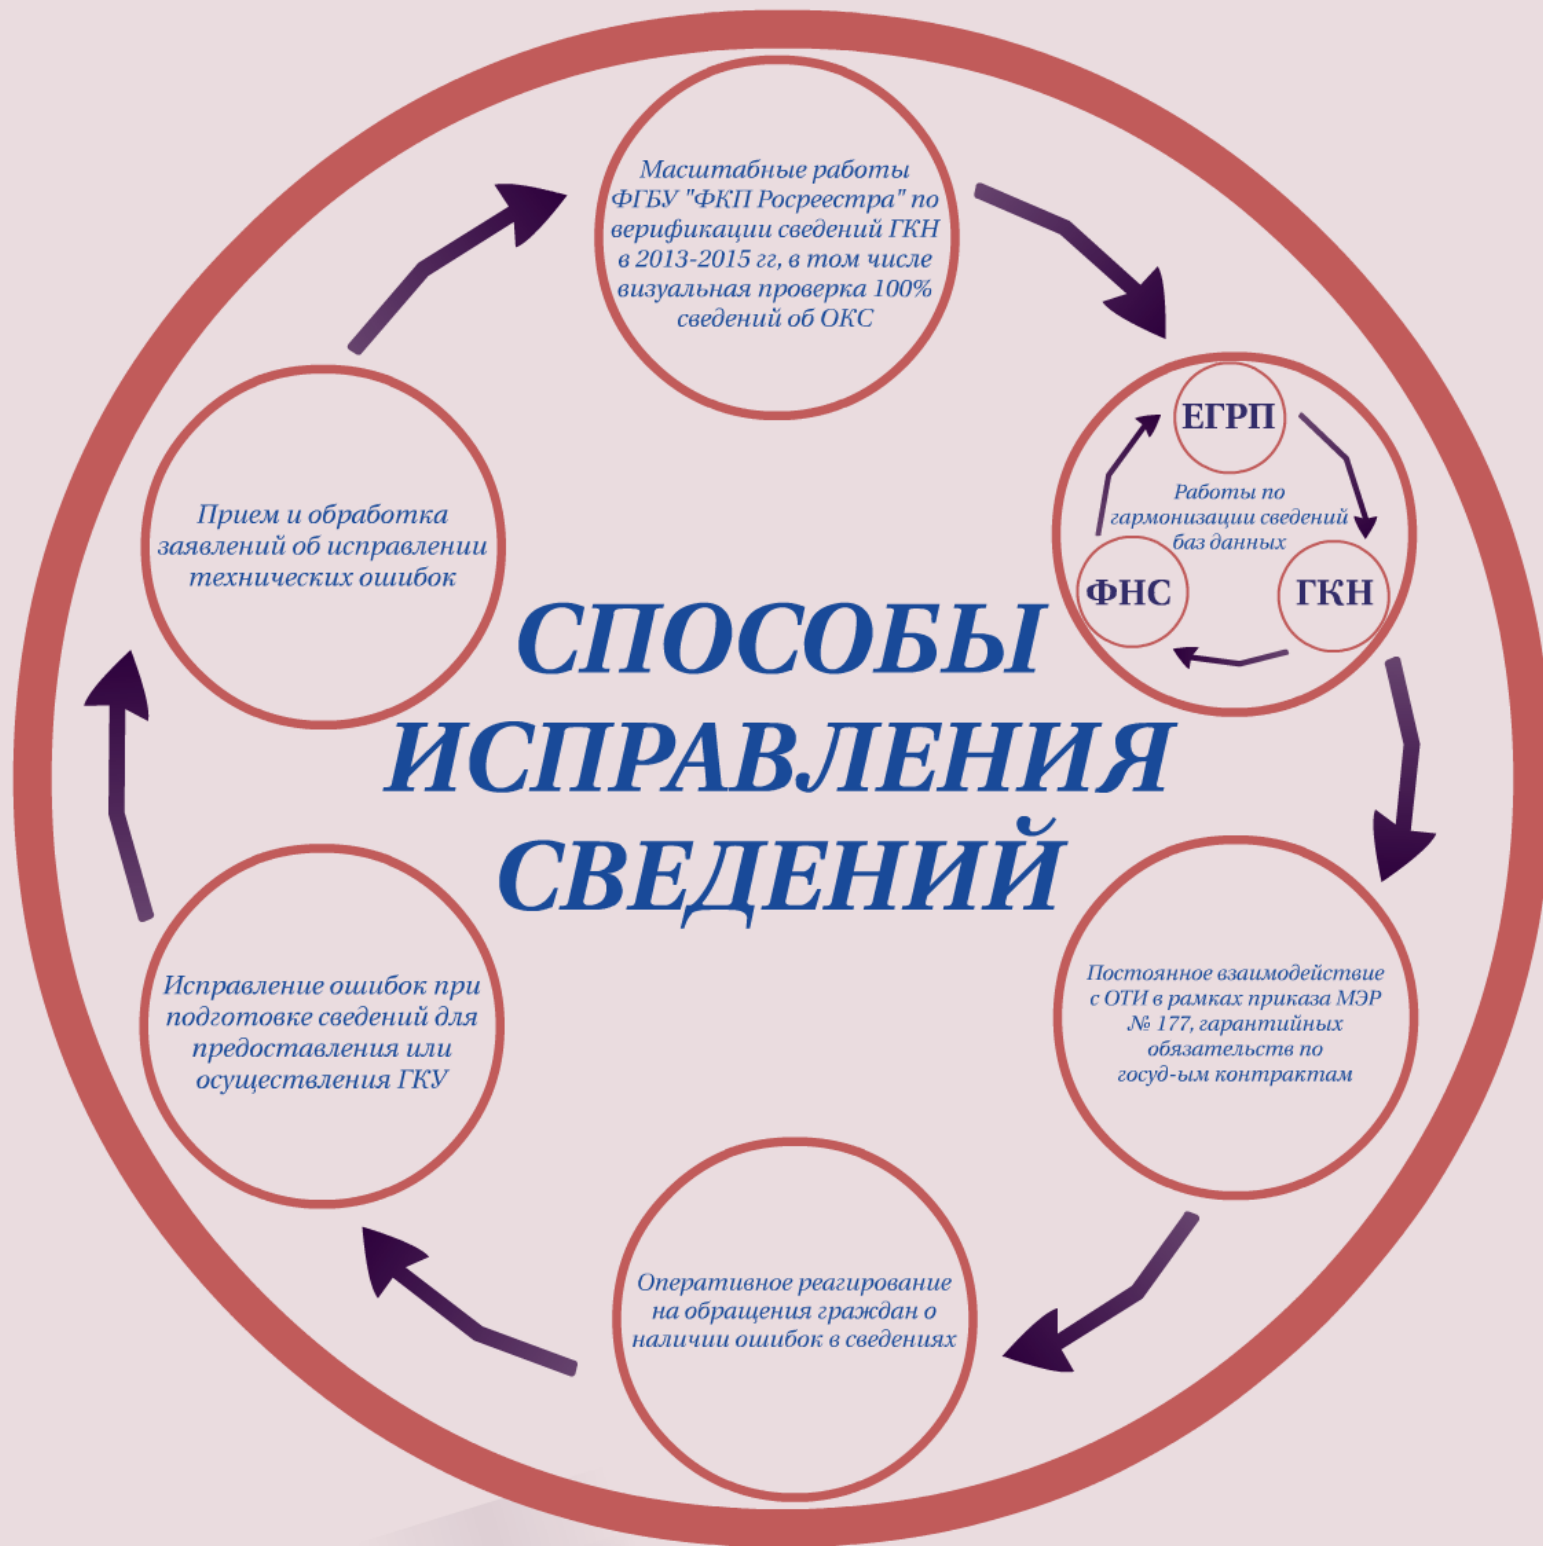 Масштабные работы
ФГБУ "ФКП Росреестра" по
верификации сведений ГКН
в 2013-2015 гг, в том числе
визуальная проверка 100%
сведений об ОКС
ЕГРП
Работы по
гармонизации сведений
баз данных
ФНС
ГКН
Прием и обработка
заявлений об исправлении
технических ошибок
СПОСОБЫ
ИСПРАВЛЕНИЯ
СВЕДЕНИЙ
Постоянное взаимодействие
с ОТИ в рамках приказа МЭР
№ 177, гарантийных
обязательств по
госуд-ым контрактам
Исправление ошибок при
подготовке сведений для
предоставления или
осуществления ГКУ
Оперативное реагирование
на обращения граждан о
наличии ошибок в сведениях